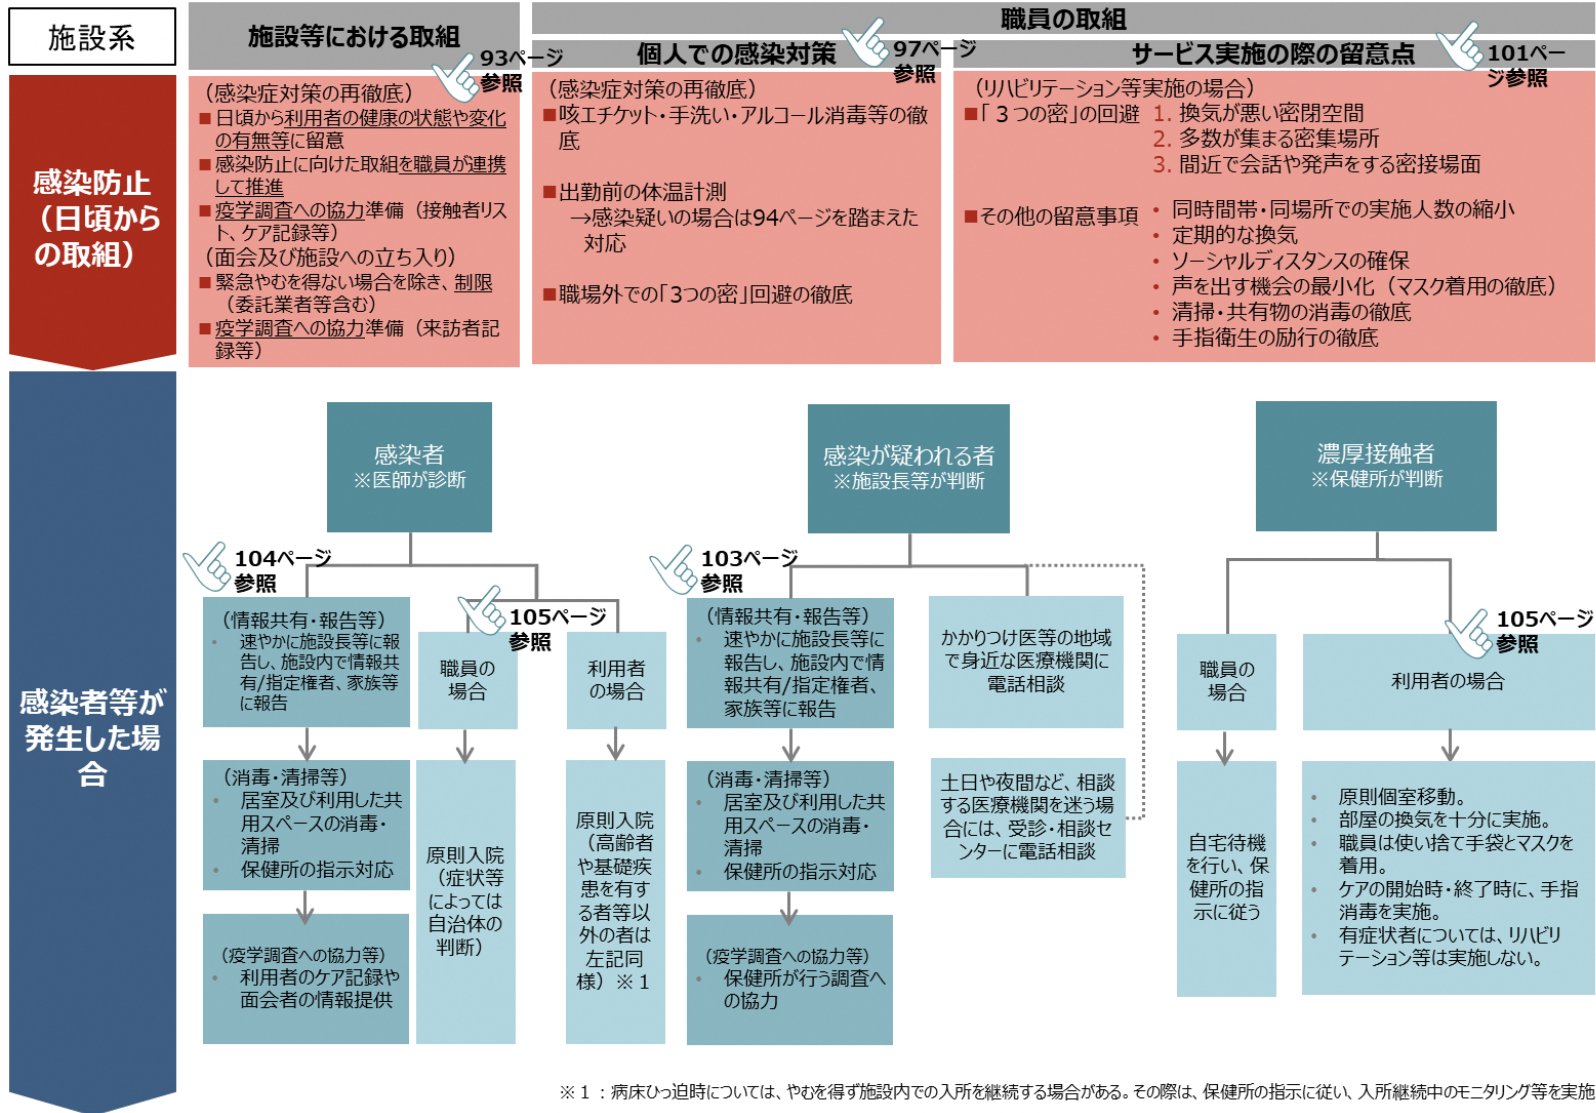 施設系
施設等における取組
93ページ
参照
職員の取組
個人での感染対策
97ページ
参照
サービス実施の際の留意点
101ペー
ジ参照
感染防止
（日頃から
の取組）
（感染症対策の再徹底）
■日頃から利用者の健康の状態や変化
の有無等に留意
■感染防止に向けた取組を職員が連携
して推進
■疫学調査への協力準備（接触者リス
ト、ケア記録等）
（面会及び施設への立ち入り）
■緊急やむを得ない場合を除き、制限
（委託業者等含む）
■疫学調査への協力準備（来訪者記
録等）
（感染症対策の再徹底）
■咳エチケット・手洗い・アルコール消毒等の徹
底
■出勤前の体温計測
→感染疑いの場合は94ページを踏まえた
対応
■職場外での「3つの密」回避の徹底
（リハビリテーション等実施の場合）
■「３つの密」の回避
1. 換気が悪い密閉空間
2. 多数が集まる密集場所
3. 間近で会話や発声をする密接場面
■その他の留意事項
・同時間帯・同場所での実施人数の縮小
・定期的な換気
・ソーシャルディスタンスの確保
・声を出す機会の最小化（マスク着用の徹底）
・清掃・共有物の消毒の徹底
・手指衛生の励行の徹底
感染者等が
発生した場
合
感染者
※医師が診断
104ページ
参照
（情報共有・報告等）
・速やかに施設長等に報
告し、施設内で情報共
有/指定権者、家族等
に報告
（消毒・清掃等）
・居室及び利用した共
用スペースの消毒・
清掃
・保健所の指示対応
（疫学調査への協力等）
・利用者のケア記録や
面会者の情報提供
105ページ
参照
職員の
場合
原則入院
（症状等
によっては
自治体の
判断）
利用者
の場合
原則入院
（高齢者
や基礎疾
患を有す
る者等以
外の者は
左記同
様）※１
感染が疑われる者
※施設長等が判断
103ページ
参照
（情報共有・報告等）
・速やかに施設長等に
報告し、施設内で情
報共有/指定権者、
家族等に報告
（消毒・清掃等）
・居室及び利用した共
用スペースの消毒・
清掃
・保健所の指示対応
（疫学調査への協力等）
・保健所が行う調査へ
の協力
かかりつけ医等の地域
で身近な医療機関に
電話相談
土日や夜間など、相談
する医療機関を迷う場
合には、受診・相談セ
ンターに電話相談
濃厚接触者
※保健所が判断
職員の
場合
自宅待機
を行い、保
健所の指
示に従う
105ページ
参照
利用者の場合
・原則個室移動。
・部屋の換気を十分に実施。
・職員は使い捨て手袋とマスクを
着用。
・ケアの開始時・終了時に、手指
消毒を実施。
・有症状者については、リハビリ
テーション等は実施しない。
※１：病床ひっ迫時については、やむを得ず施設内での入所を継続する場合がある。その際は、保健所の指示に従い、入所継続中のモニタリング等を実施